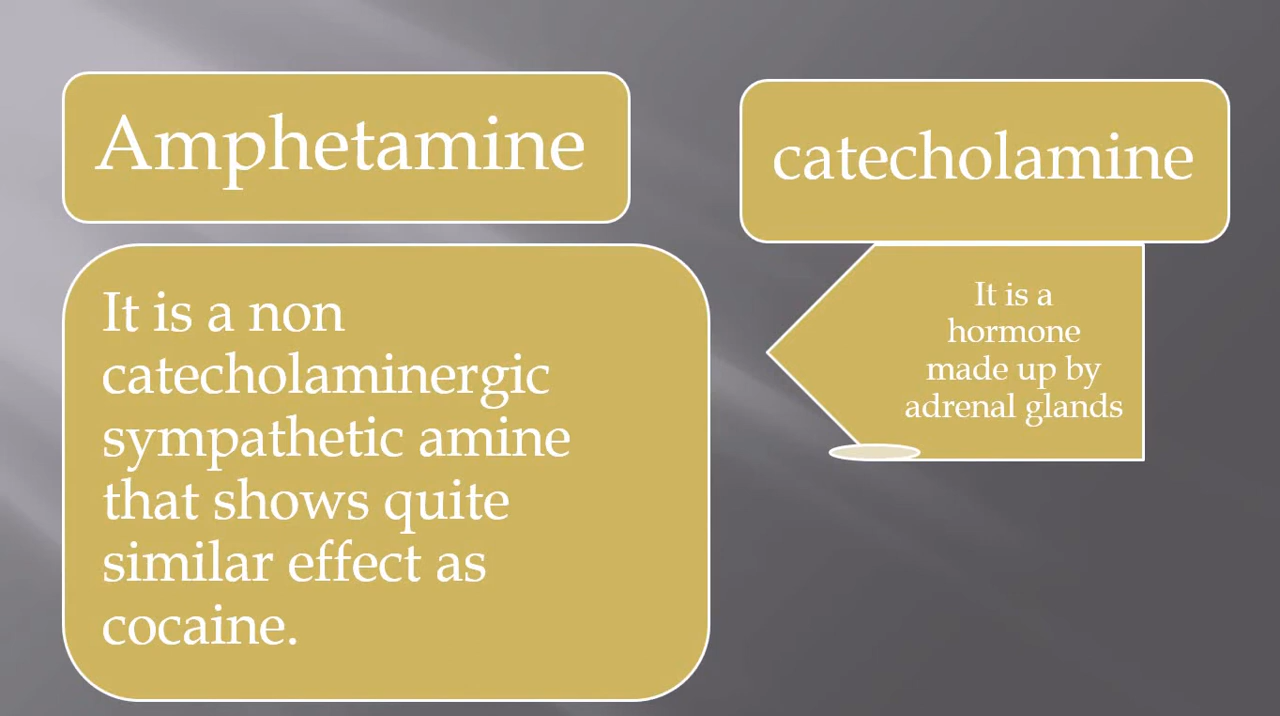 Amphetamine
It is a non
catecholaminergic
sympathetic amine
that shows quite
similar effect as
cocaine.
catecholamine
It is a
hormone
made up by
adrenal glands